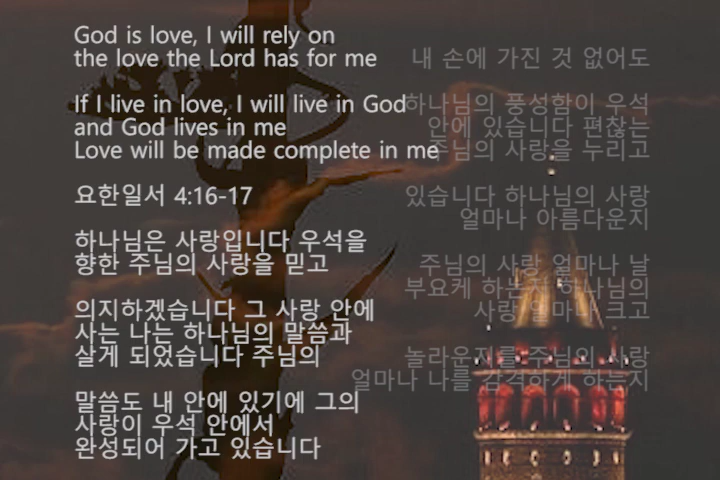 God is love, I will rely on
the love the Lord has for me
If I live in love, I will live in God
and God lives in me
Love will be made complete in me
요한일서 4:16-17
하나님은 사랑입니다 우석을
향한 주님의 사랑을 믿고
의지하겠습니다 그 사랑 안에
사는 나는 하나님의 말씀과
살게 되었습니다 주님의
말씀도 내 안에 있기에 그의
사랑이 우석 안에서
완성되어 가고 있습니다
내 손에 가진 것 없어도
하나님의 풍성함이 우석
안에 있습니다 편찮는
주님의 사랑을 누리고
있습니다 하나님의 사랑
얼마나 아름다운지
주님의 사랑 얼마나 날
부요케 하는지 하나님의
사랑 얼마나 크고
놀라운지를 주님의 사랑
얼마나 나를 감격하게 하는지